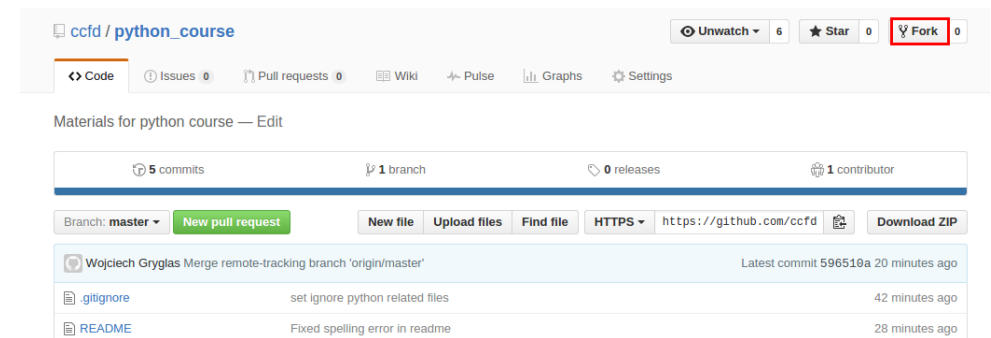 ccfd / python_course Unwatch 6 Star 0 Fork 0
Code Issues 0 Pull requests 0 Wiki Pulse Graphs Settings
Materials for python course — Edit
5 commits 1 branch 0 releases 1 contributor
Branch: master New pull request New file Upload files Find file HTTPS https://github.com/ccfd Download ZIP
Wojciech Gryglas Merge remote-tracking branch 'origin/master' Latest commit 596510a 20 minutes ago
.gitignore set ignore python related files 42 minutes ago
README Fixed spelling error in readme 28 minutes ago